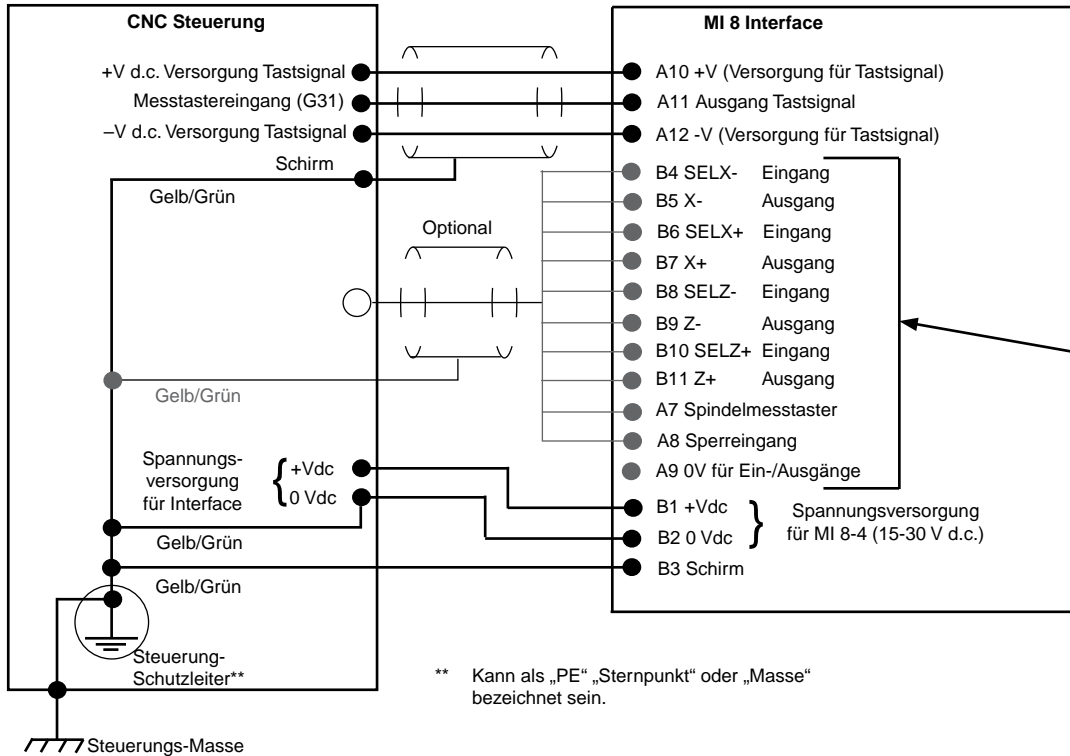 CNC Steuerung
MI 8 Interface
+V d.c. Versorgung Tastsignal
A10 +V (Versorgung für Tastsignal)
Messtastereingang (G31)
A11 Ausgang Tastsignal
–V d.c. Versorgung Tastsignal
A12 -V (Versorgung für Tastsignal)
Schirm
Gelb/Grün
B4 SELX- Eingang
B5 X- Ausgang
Optional
B6 SELX+ Eingang
B7 X+ Ausgang
B8 SELZ- Eingang
B9 Z- Ausgang
B10 SELZ+ Eingang
B11 Z+ Ausgang
Gelb/Grün
A7 Spindelmesstaster
A8 Sperreingang
A9 0V für Ein-/Ausgänge
Spannungs-
versorgung
für Interface
{ +Vdc
0 Vdc
B1 +Vdc
B2 0 Vdc
} Spannungsversorgung
für MI 8-4 (15-30 V d.c.)
Gelb/Grün
B3 Schirm
Gelb/Grün
Steuerung-
Schutzleiter**
** Kann als „PE“ „Sternpunkt“ oder „Masse“
bezeichnet sein.
Steuerungs-Masse